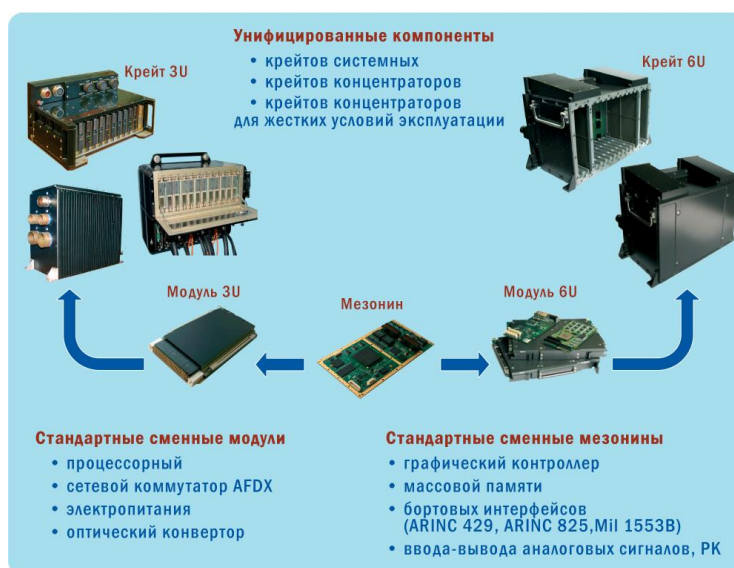 Унифицированные компоненты
• крейтов системных
• крейтов концентраторов
• крейтов концентраторов
для жестких условий эксплуатации
Крейт 3U
Крейт 6U
Модуль 3U
Мезонин
Модуль 6U
Стандартные сменные модули
• процессорный
• сетевой коммутатор AFDX
• электропитания
• оптический конвертор
Стандартные сменные мезонины
• графический контроллер
• массовой памяти
• бортовых интерфейсов
(ARINC 429, ARINC 825,Mil 1553B)
• ввода-вывода аналоговых сигналов, РК